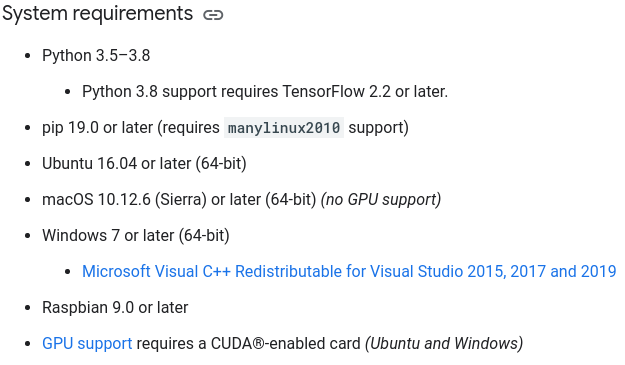 System requirements
Python 3.5–3.8
Python 3.8 support requires TensorFlow 2.2 or later.
pip 19.0 or later (requires manylinux2010 support)
Ubuntu 16.04 or later (64-bit)
macOS 10.12.6 (Sierra) or later (64-bit) (no GPU support)
Windows 7 or later (64-bit)
Microsoft Visual C++ Redistributable for Visual Studio 2015, 2017 and 2019
Raspbian 9.0 or later
GPU support requires a CUDA®-enabled card (Ubuntu and Windows)